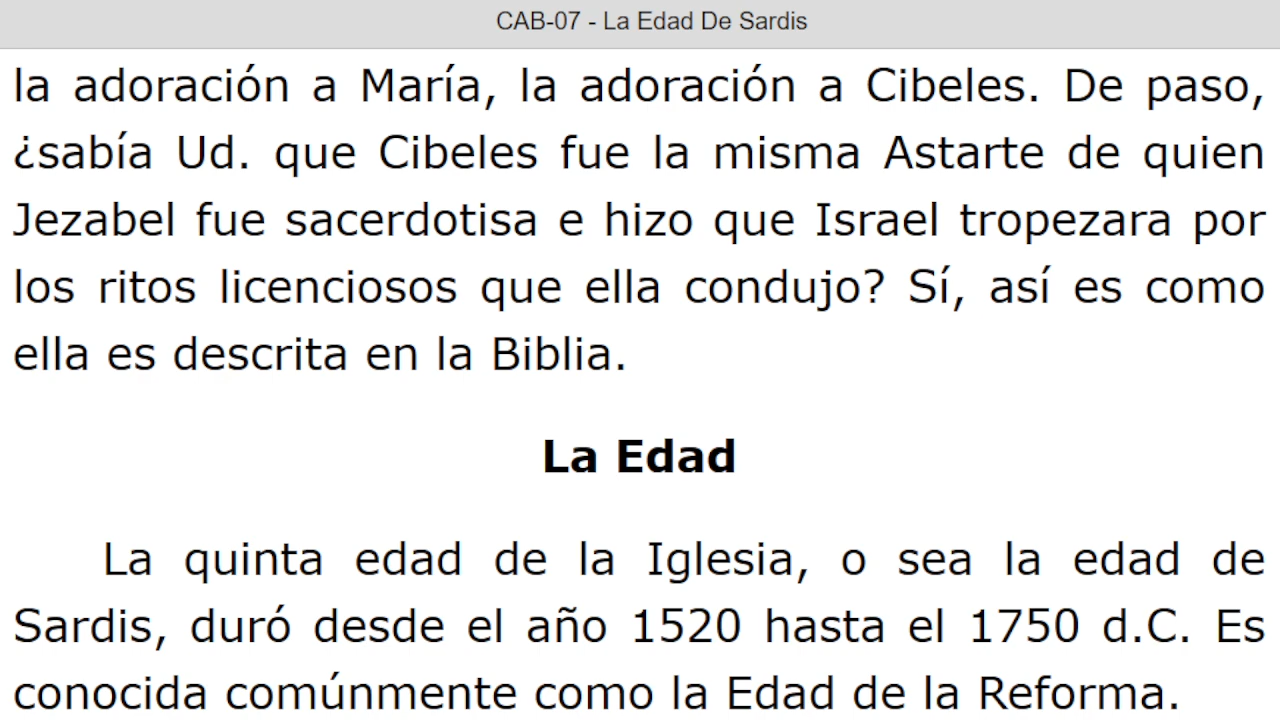 CAB-07 - La Edad De Sardis
la adoración a María, la adoración a Cibeles. De paso,
¿sabía Ud. que Cibeles fue la misma Astarte de quien
Jezabel fue sacerdotisa e hizo que Israel tropezara por
los ritos licenciosos que ella condujo? Sí, así es como
ella es descrita en la Biblia.
La Edad
La quinta edad de la Iglesia, o sea la edad de
Sardis, duró desde el año 1520 hasta el 1750 d.C. Es
conocida comúnmente como la Edad de la Reforma.